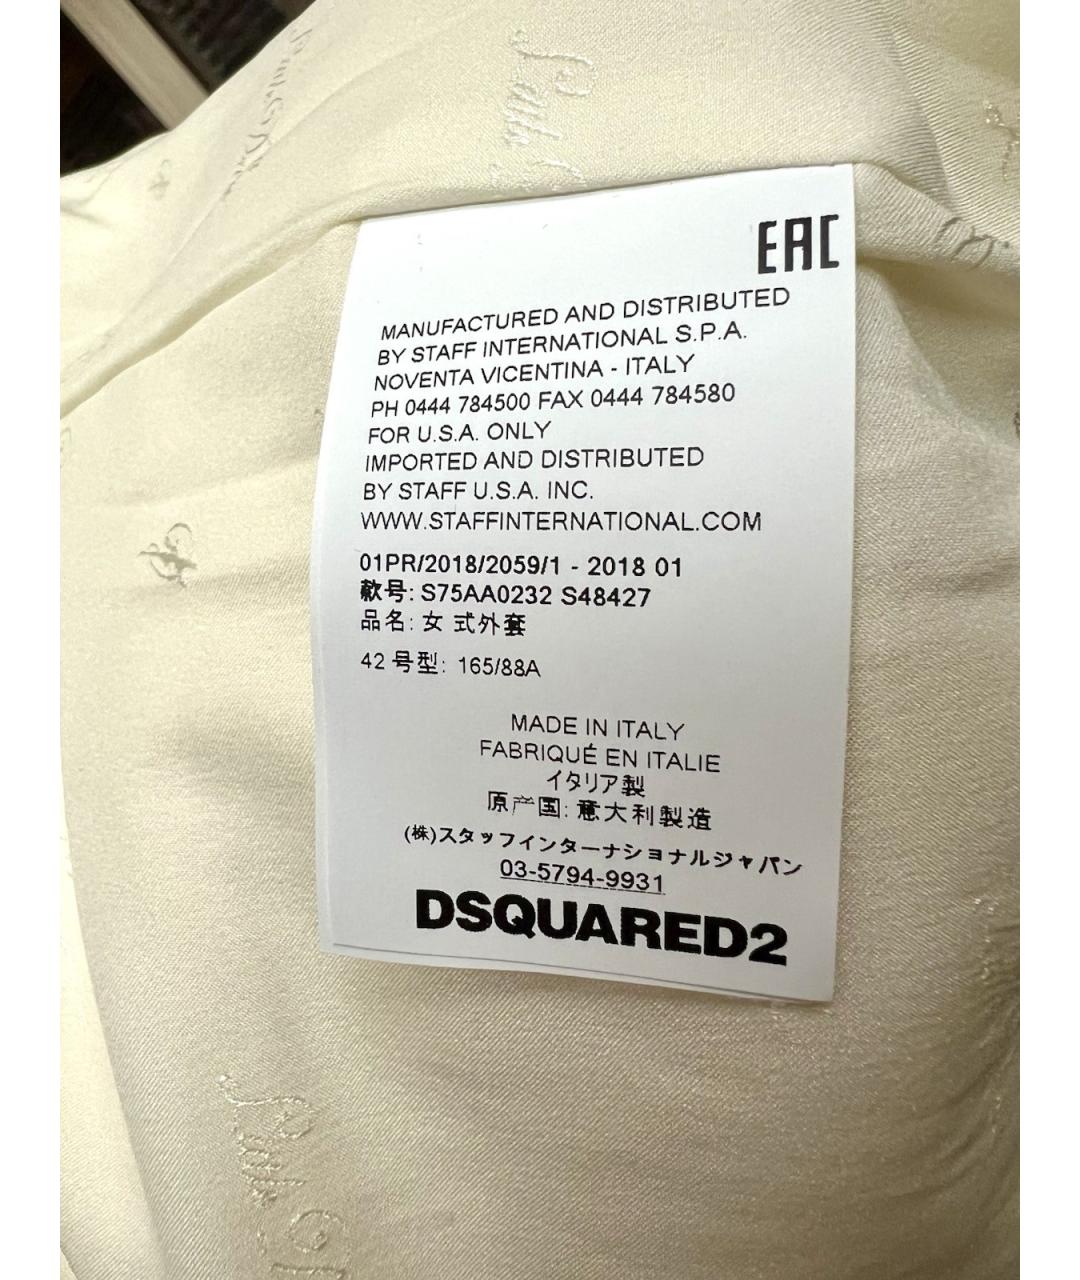 EAC
MANUFACTURED AND DISTRIBUTED
BY STAFF INTERNATIONAL S.P.A.
NOVENTA VICENTINA - ITALY
PH 0444 784500 FAX 0444 784580
FOR U.S.A. ONLY
IMPORTED AND DISTRIBUTED
BY STAFF U.S.A. INC.
WWW.STAFFINTERNATIONAL.COM
01PR/2018/2059/1 - 2018 01
款号: S75AA0232 S48427
品名: 女 式外套
42 号型: 165/88A
MADE IN ITALY
FABRIQUÉ EN ITALIE
イタリア製
原产国: 意大利製造
(株)スタッフインターナショナルジャパン
03-5794-9931
DSQUARED2